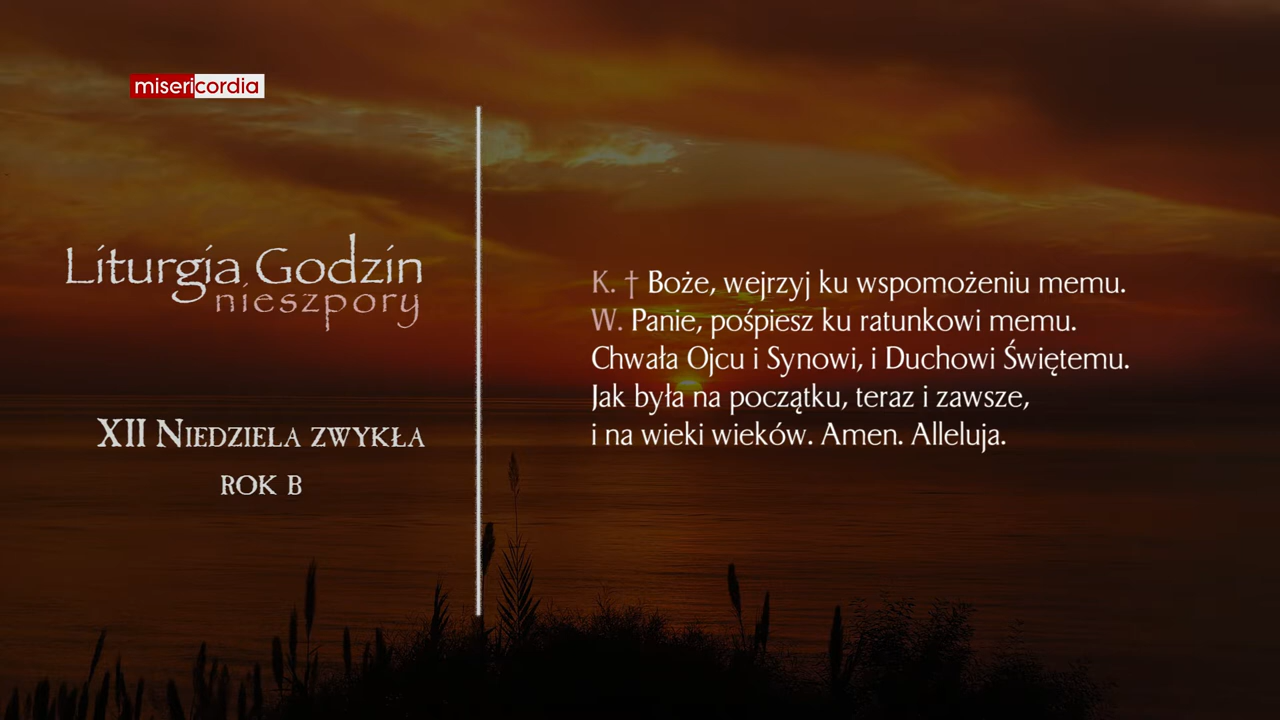 misericordia
Liturgia Godzin
nieszpory
XII Niedziela zwykła
rok B
K. † Boże, wejrzyj ku wspomożeniu memu.
W. Panie, pośpiesz ku ratunkowi memu.
Chwała Ojcu i Synowi, i Duchowi Świętemu.
Jak była na początku, teraz i zawsze,
i na wieki wieków. Amen. Alleluja.